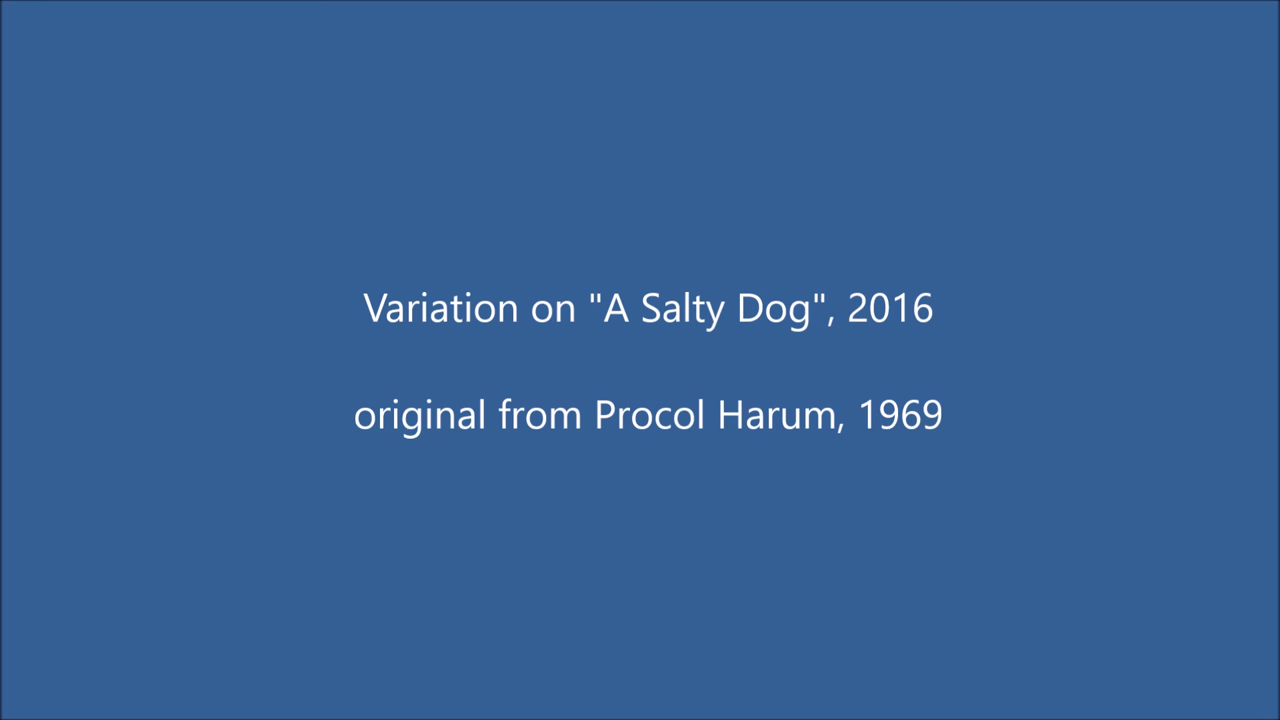 Variation on "A Salty Dog", 2016
original from Procol Harum, 1969